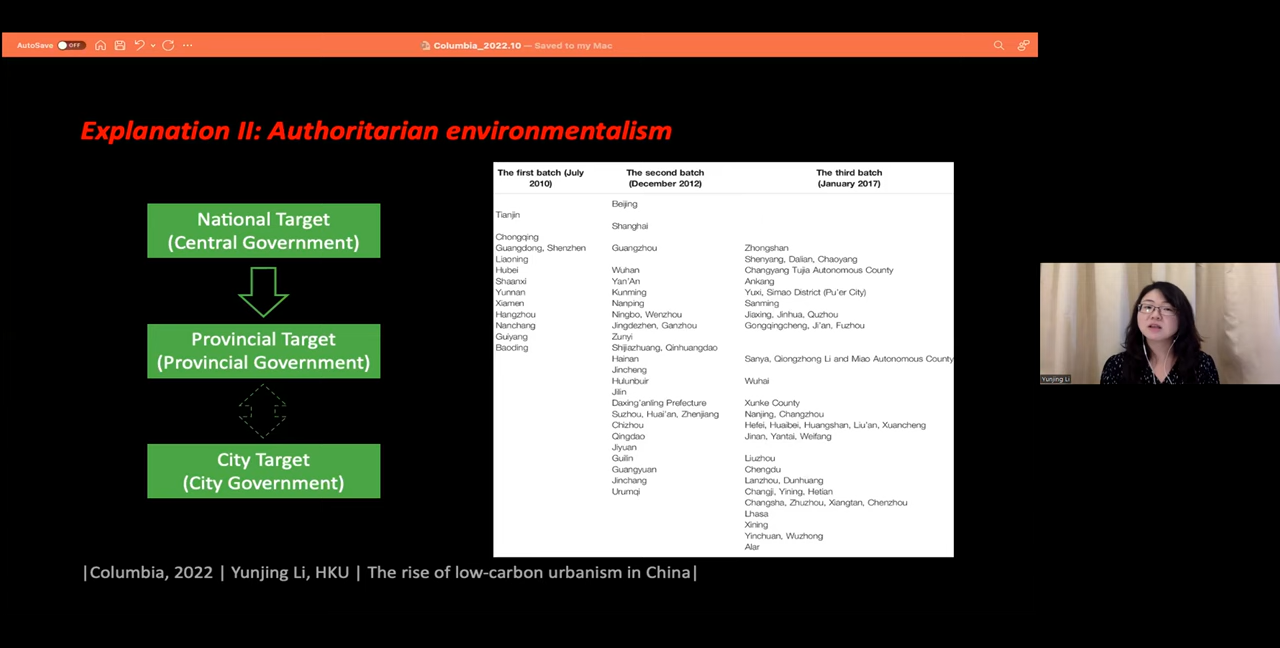 AutoSave OFF
Columbia_2022.10 — Saved to my Mac
Explanation II: Authoritarian environmentalism
National Target
(Central Government)
Provincial Target
(Provincial Government)
City Target
(City Government)
The first batch (July 2010) The second batch (December 2012) The third batch (January 2017)
Beijing
Tianjin
Shanghai
Chongqing
Guangdong, Shenzhen Guangzhou Zhongshan
Liaoning Shenyang, Dalian, Chaoyang
Hubei Wuhan Changyang Tujia Autonomous County
Shaanxi Yan'An Ankang
Yunnan Kunming Yuxi, Simao District (Pu'er City)
Xiamen Nanping Sanming
Hangzhou Ningbo, Wenzhou Jiaxing, Jinhua, Quzhou
Nanchang Jingdezhen, Ganzhou Gongqingcheng, Ji'an, Fuzhou
Guiyang Zunyi
Baoding Shijiazhuang, Qinhuangdao
Hainan Sanya, Qiongzhong Li and Miao Autonomous County
Jincheng
Hulunbuir Wuhai
Jilin
Daxing'anling Prefecture Xunke County
Suzhou, Huai'an, Zhenjiang Nanjing, Changzhou
Chizhou Hefei, Huaibei, Huangshan, Liu'an, Xuancheng
Qingdao Jinan, Yantai, Weifang
Jiyuan
Guilin Liuzhou
Guangyuan Chengdu
Jinchang Lanzhou, Dunhuang
Urumqi Changji, Yining, Hetian
Changsha, Zhuzhou, Xiangtan, Chenzhou
Lhasa
Xining
Yinchuan, Wuzhong
Alar
|Columbia, 2022 | Yunjing Li, HKU | The rise of low-carbon urbanism in China|
Yunjing Li